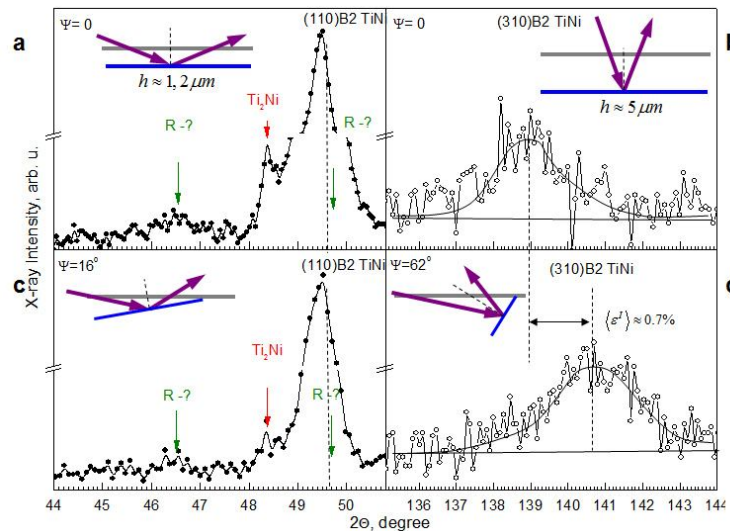 a
Ψ= 0
(110)B2 TiNi
h ≈ 1, 2 μm
Ti₂Ni
R -?
R -?
Ψ = 0
(310)B2 TiNi
h ≈ 5 μm
X-ray Intensity, arb. u.
c
Ψ=16°
(110)B2 TiNi
Ti₂Ni
R -?
R -?
Ψ=62°
(310)B2 TiNi
⟨εᴵ⟩ ≈ 0.7%
44 45 46 47 48 49 50
136 137 138 139 140 141 142 143 144
2Θ, degree